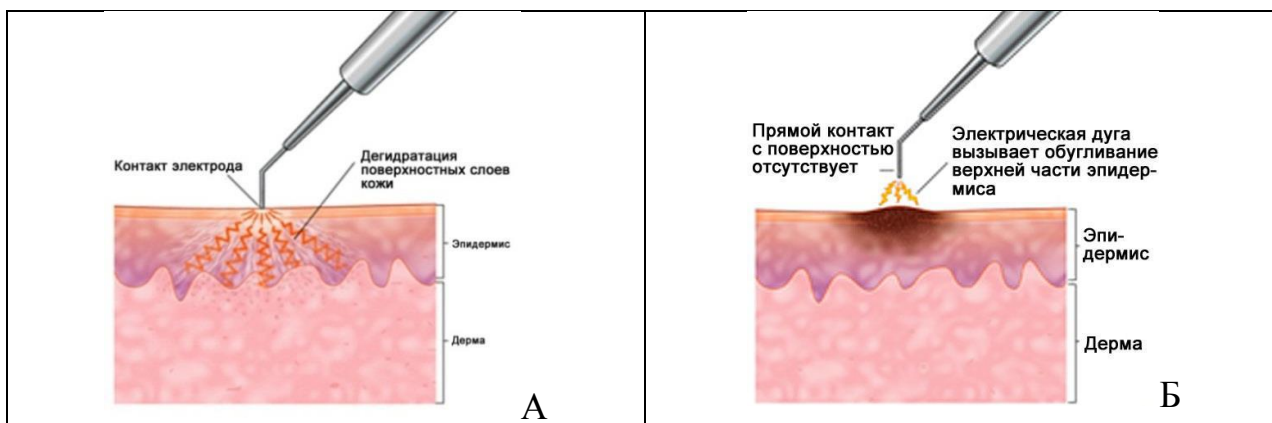 Контакт электрода
Дегидратация
поверхностных слоев
кожи
Эпидермис
Дерма
А
Прямой контакт
с поверхностью
отсутствует
Электрическая дуга
вызывает обугливание
верхней части эпидер-
миса
Эпи-
дермис
Дерма
Б